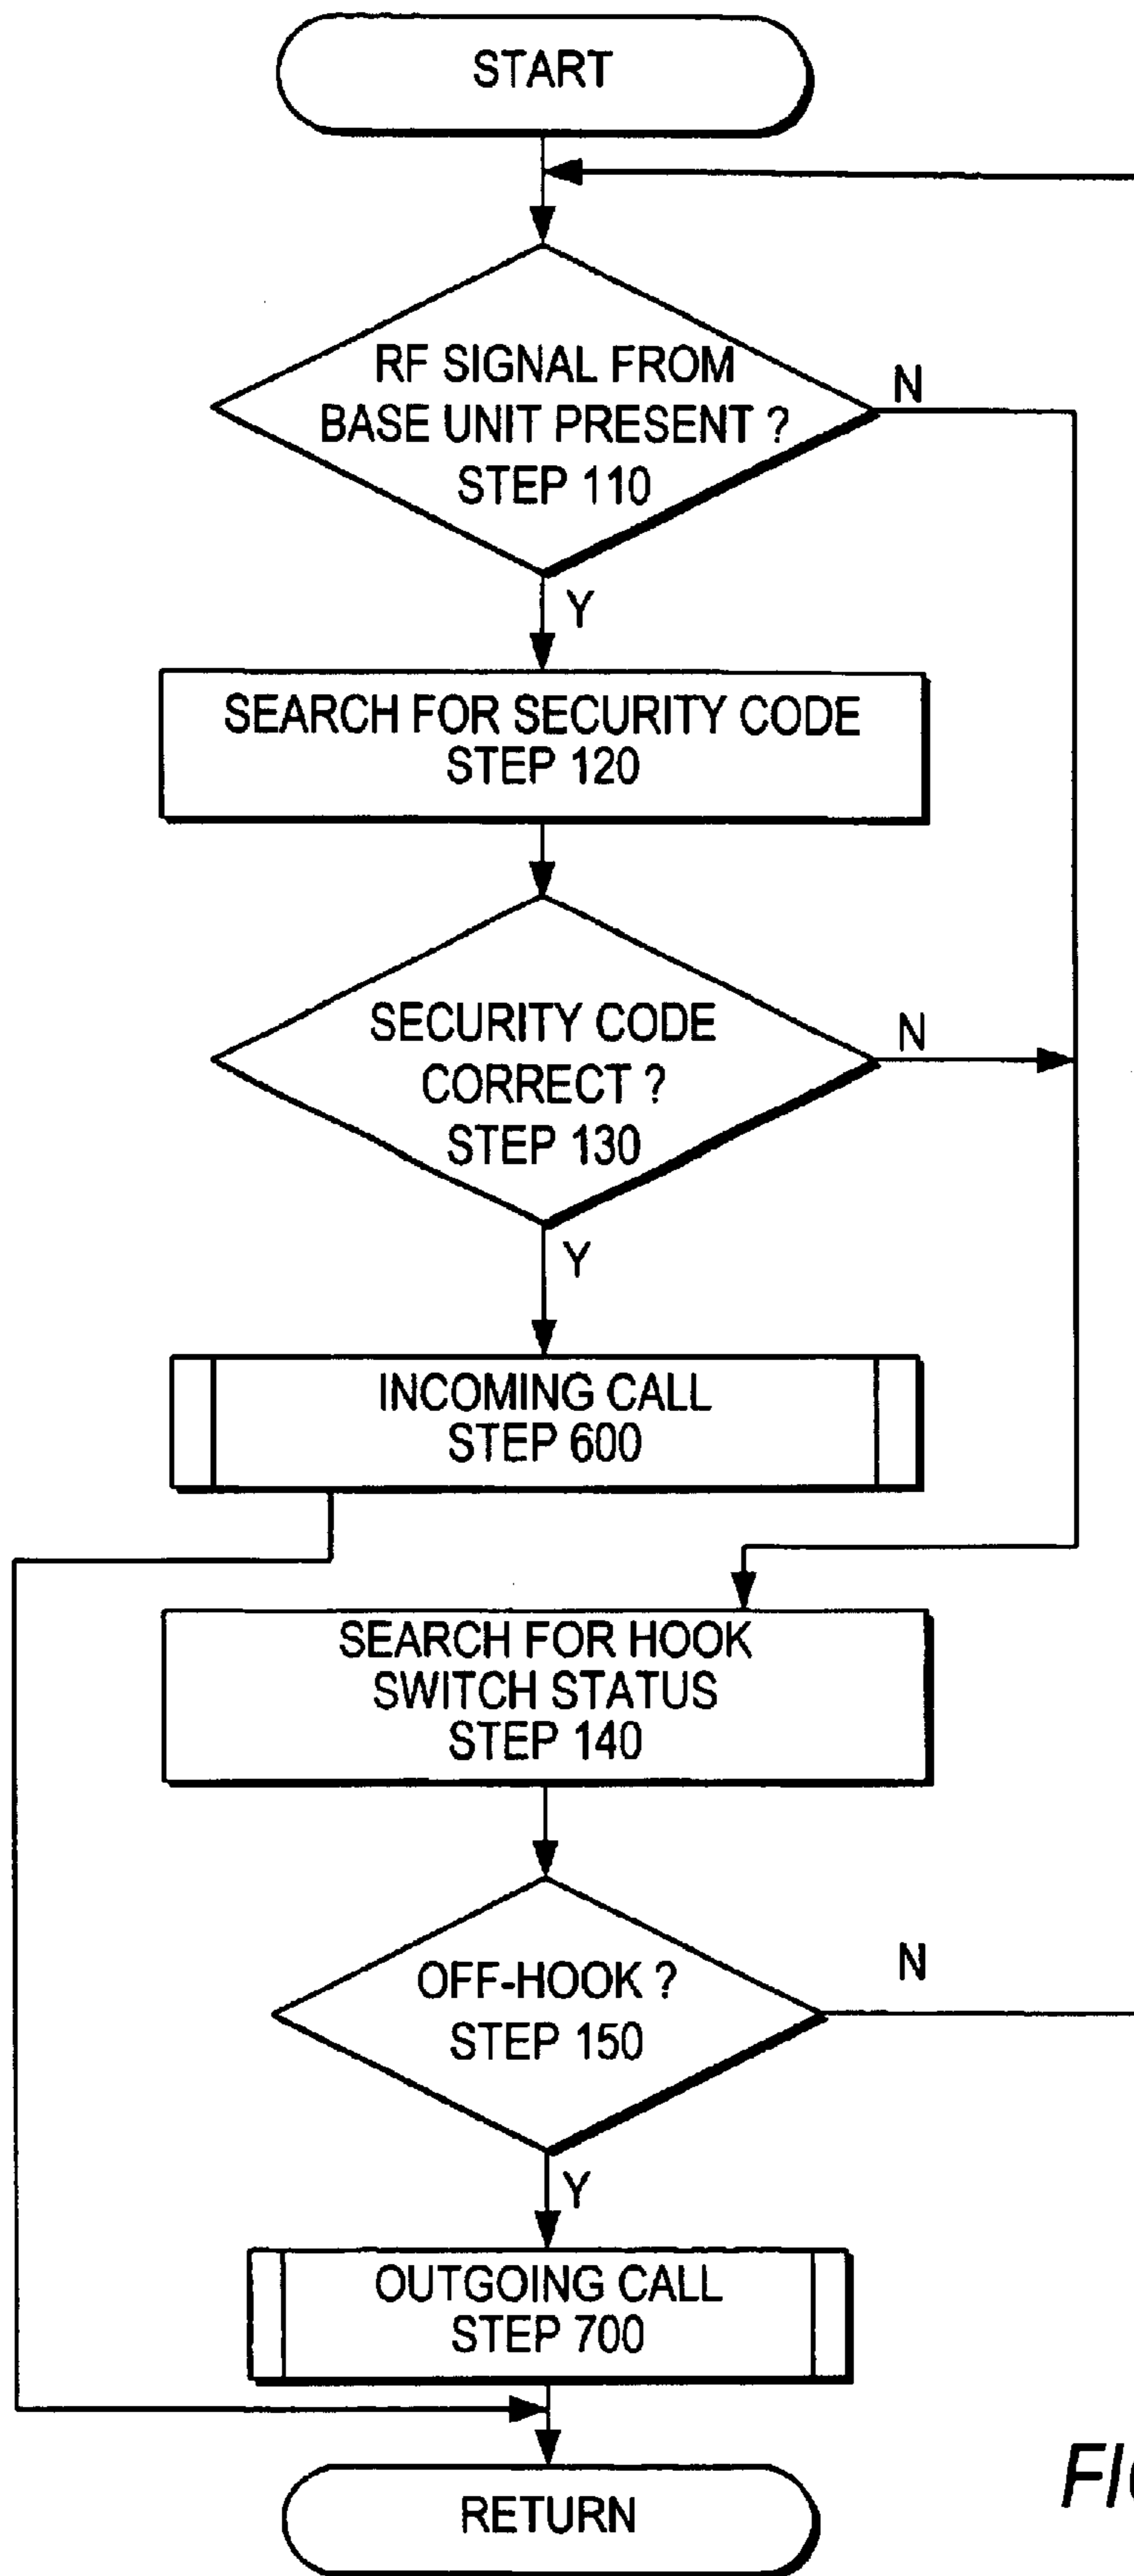 START
RF SIGNAL FROM
BASE UNIT PRESENT ?
STEP 110
N
Y
SEARCH FOR SECURITY CODE
STEP 120
SECURITY CODE
CORRECT ?
STEP 130
N
Y
INCOMING CALL
STEP 600
SEARCH FOR HOOK
SWITCH STATUS
STEP 140
OFF-HOOK ?
STEP 150
N
Y
OUTGOING CALL
STEP 700
RETURN